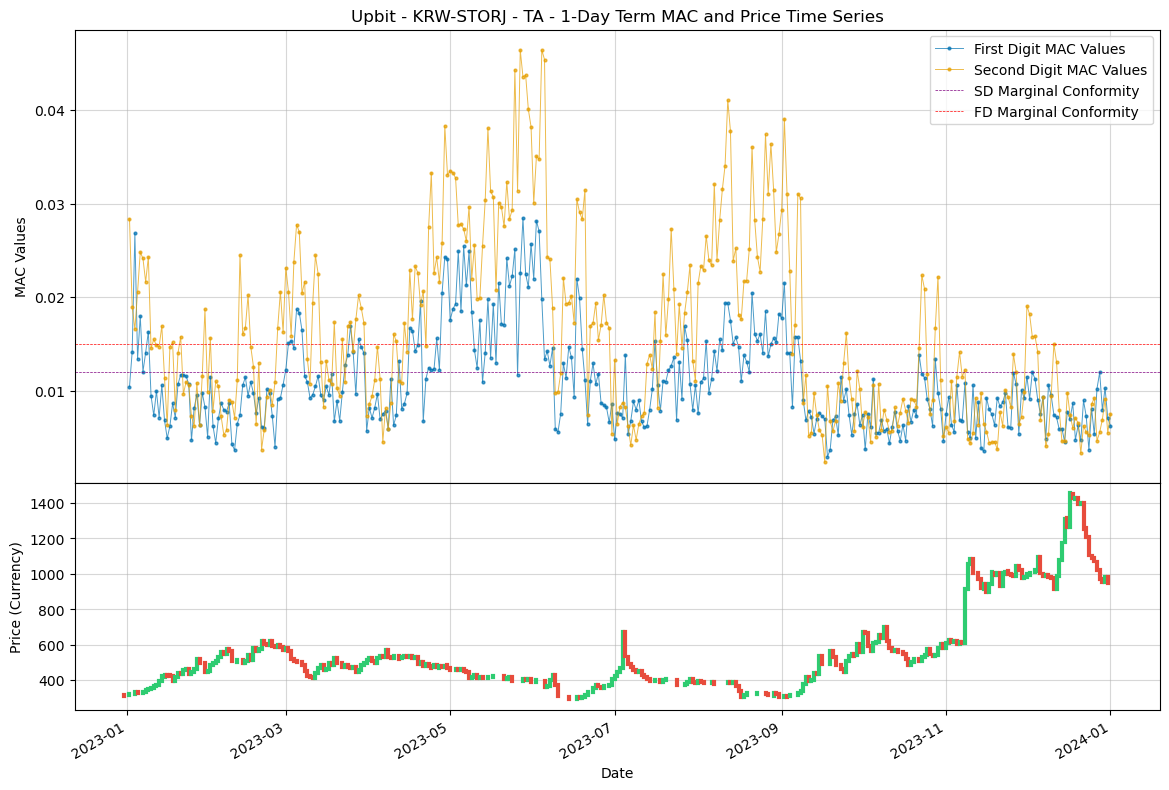 Upbit - KRW-STORJ - TA - 1-Day Term MAC and Price Time Series
First Digit MAC Values
Second Digit MAC Values
SD Marginal Conformity
FD Marginal Conformity
MAC Values
0.04
0.03
0.02
0.01
Price (Currency)
1400
1200
1000
800
600
400
2023-01
2023-03
2023-05
2023-07
2023-09
2023-11
2024-01
Date